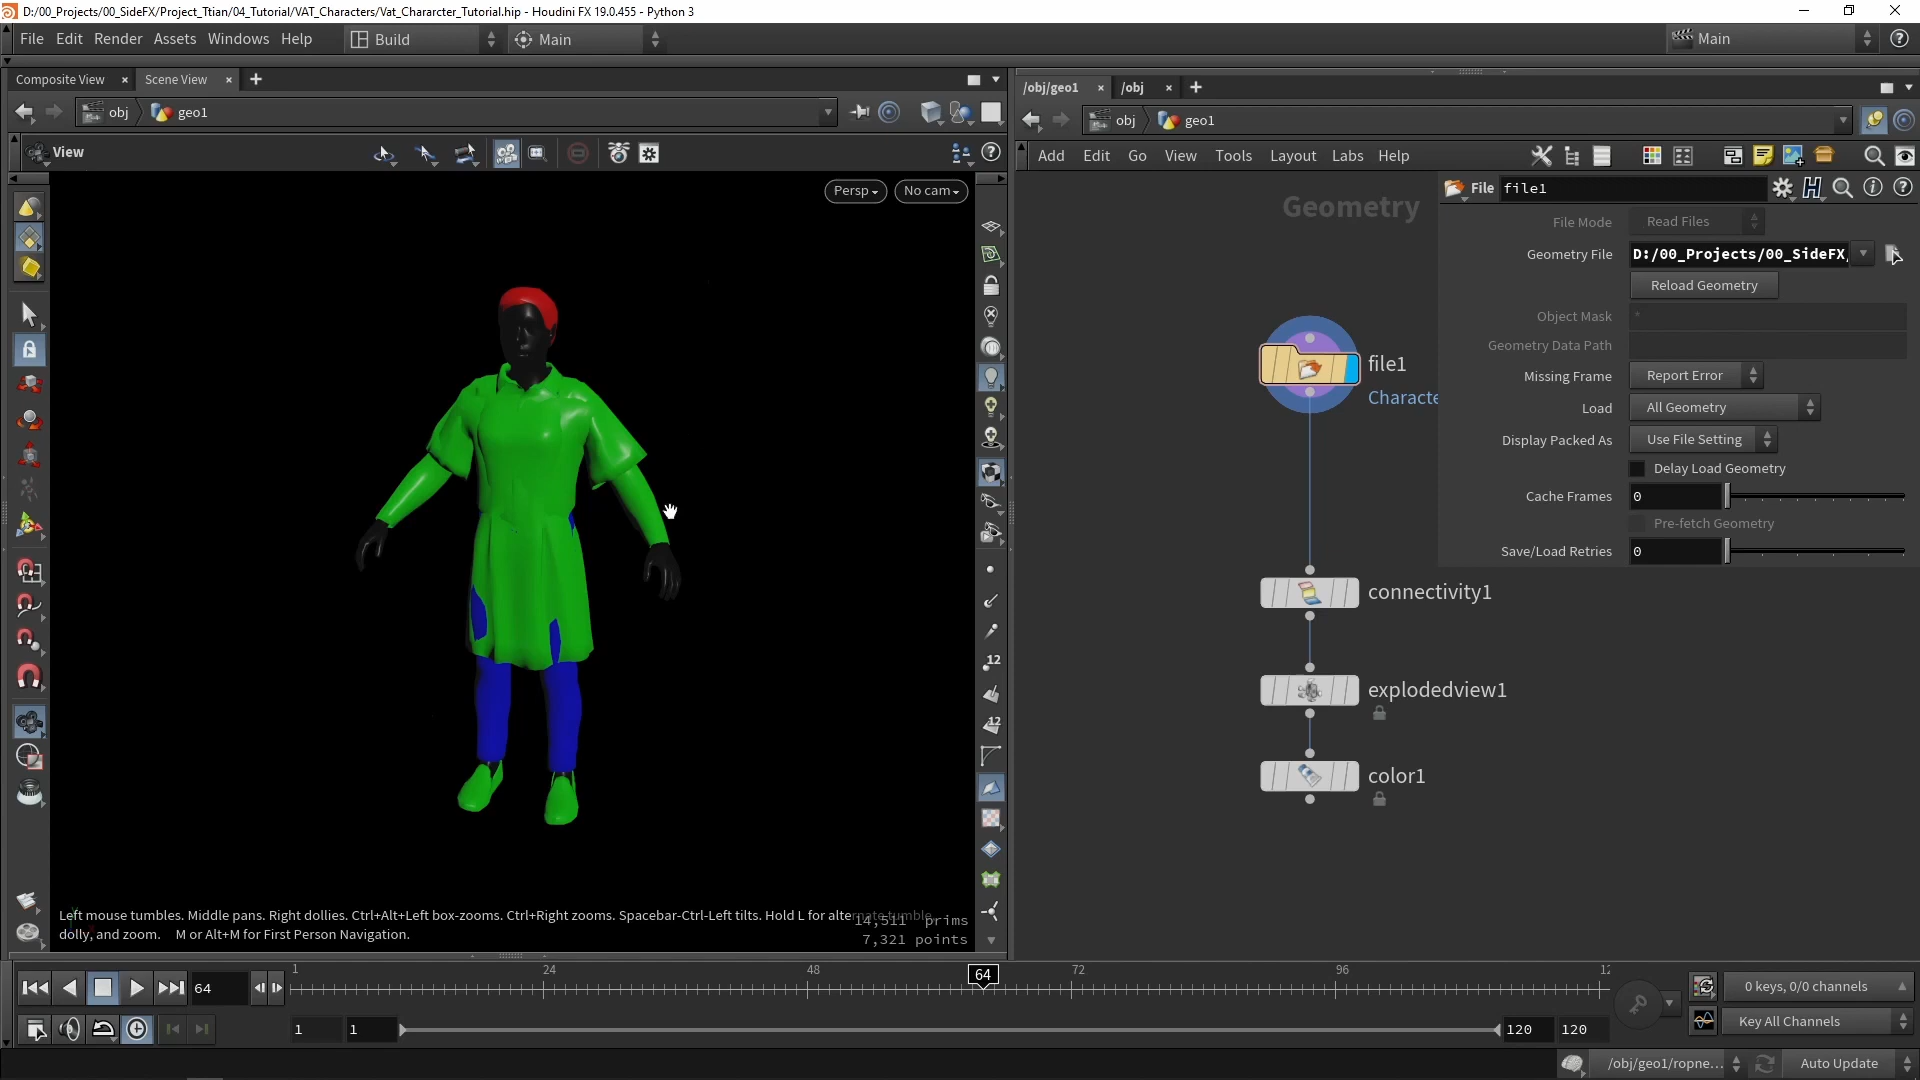 D:/00_Projects/00_SideFX/Project_Ttian/04_Tutorial/VAT_Characters/Vat_Chararcter_Tutorial.hip - Houdini FX 19.0.455 - Python 3
File Edit Render Assets Windows Help Build Main Main
Composite View × Scene View × +
obj geo1
View
Persp No cam
12
12
Left mouse tumbles. Middle pans. Right dollies. Ctrl+Alt+Left box-zooms. Ctrl+Right zooms. Spacebar-Ctrl-Left tilts. Hold L for alternate tumble,
dolly, and zoom. M or Alt+M for First Person Navigation.
14,511 prims
7,321 points
/obj/geo1 × /obj × +
obj geo1
Add Edit Go View Tools Layout Labs Help
Geometry
file1
Characte
connectivity1
explodedview1
color1
File file1
File Mode Read Files
Geometry File D:/00_Projects/00_SideFX/
Reload Geometry
Object Mask *
Geometry Data Path
Missing Frame Report Error
Load All Geometry
Display Packed As Use File Setting
Delay Load Geometry
Cache Frames 0
Pre-fetch Geometry
Save/Load Retries 0
64 1 24 48 64 72 96 12
0 keys, 0/0 channels
1 1 120 120
Key All Channels
/obj/geo1/ropne... Auto Update